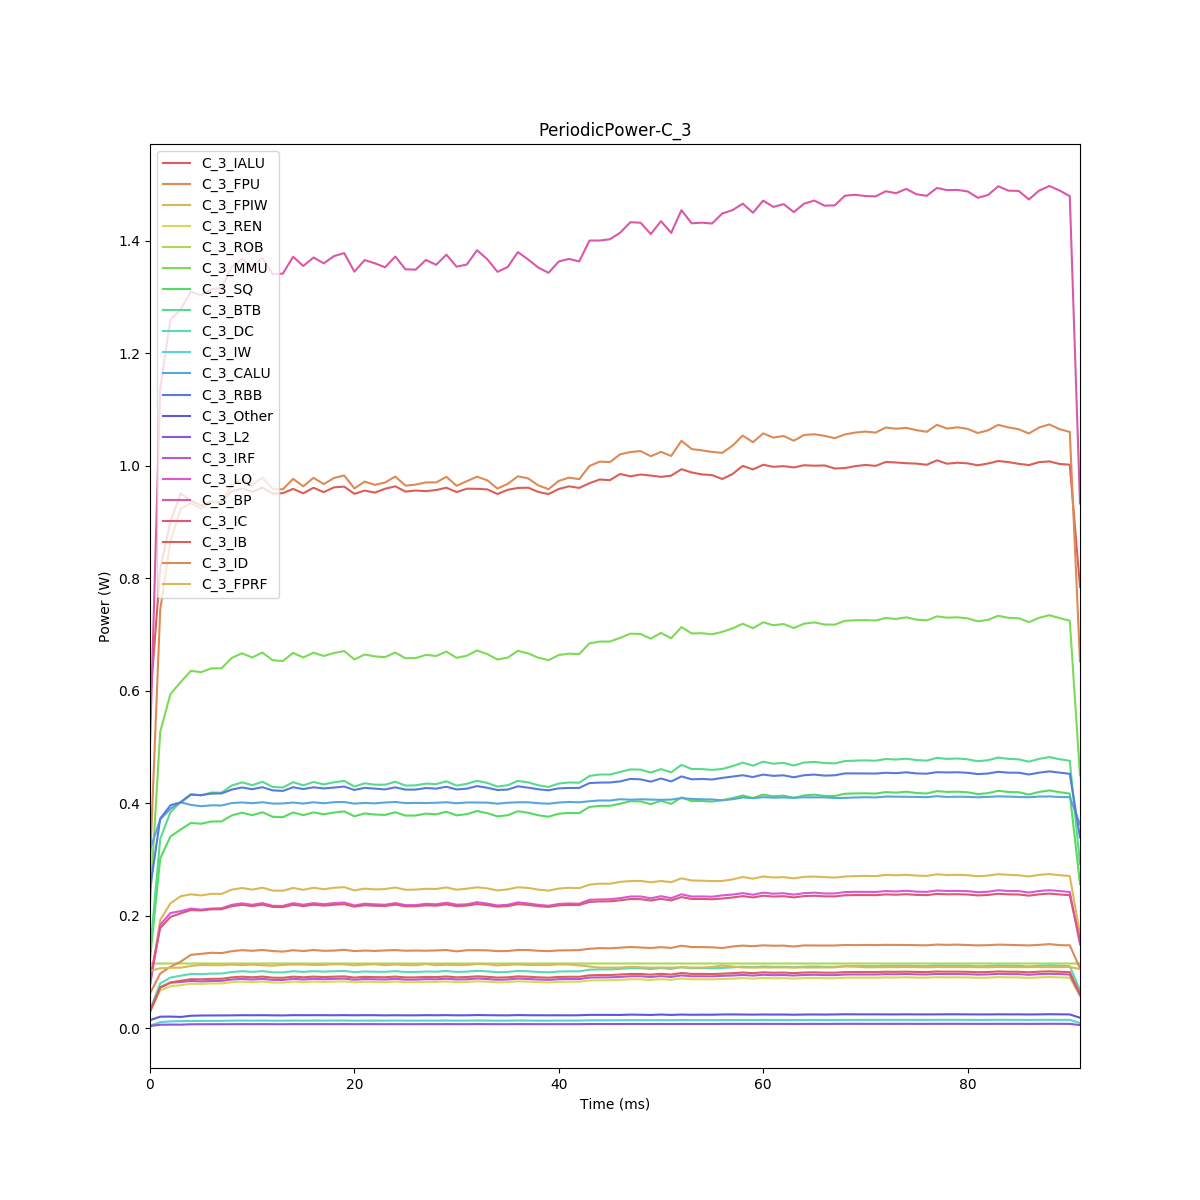 PeriodicPower-C_3
C_3_IALU
C_3_FPU
C_3_FPIW
C_3_REN
C_3_ROB
C_3_MMU
C_3_SQ
C_3_BTB
C_3_DC
C_3_IW
C_3_CALU
C_3_RBB
C_3_Other
C_3_L2
C_3_IRF
C_3_LQ
C_3_BP
C_3_IC
C_3_IB
C_3_ID
C_3_FPRF
1.4
1.2
1.0
0.8
0.6
0.4
0.2
0.0
Power (W)
0 20 40 60 80
Time (ms)